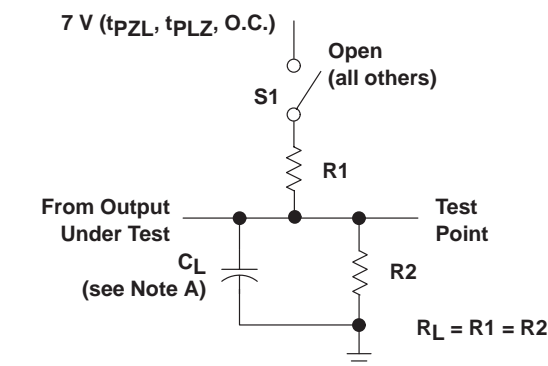 7 V (tPZL, tPLZ, O.C.)
Open
(all others)
S1
R1
From Output
Under Test
Test
Point
CL
(see Note A)
R2
RL = R1 = R2